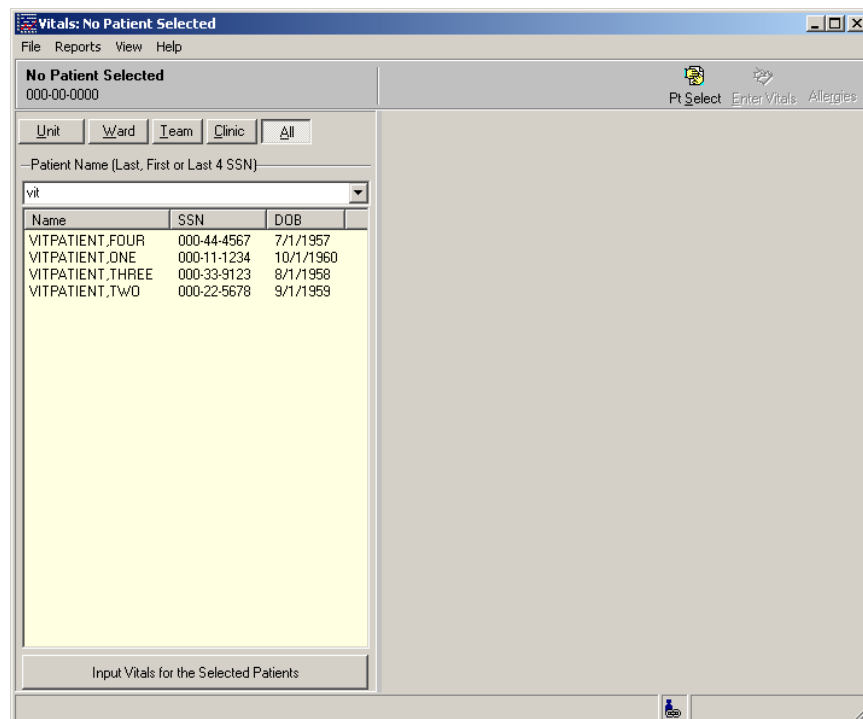 Vitals: No Patient Selected
File Reports View Help
No Patient Selected
000-00-0000
Pt Select Enter Vitals Allergies
Unit Ward Team Clinic All
Patient Name (Last, First or Last 4 SSN)
vit
Name SSN DOB
VITPATIENT,FOUR 000-44-4567 7/1/1957
VITPATIENT,ONE 000-11-1234 10/1/1960
VITPATIENT,THREE 000-33-9123 8/1/1958
VITPATIENT,TWO 000-22-5678 9/1/1959
Input Vitals for the Selected Patients